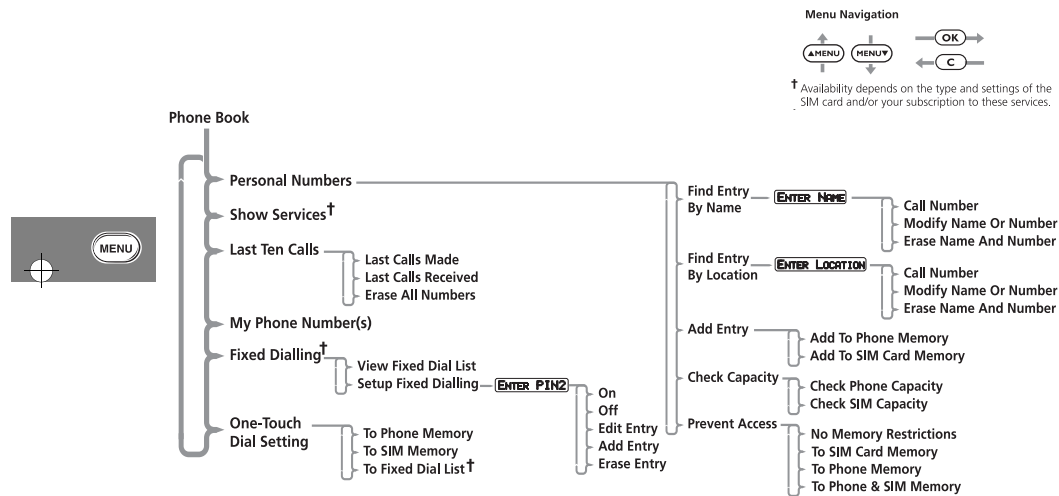 Menu Navigation
▲MENU
MENU▼
OK
C
† Availability depends on the type and settings of the
SIM card and/or your subscription to these services.
Phone Book
MENU
Personal Numbers
Show Services†
Last Ten Calls
Last Calls Made
Last Calls Received
Erase All Numbers
My Phone Number(s)
Fixed Dialling†
View Fixed Dial List
Setup Fixed Dialling
ENTER PIN2
On
Off
Edit Entry
Add Entry
Erase Entry
One-Touch
Dial Setting
To Phone Memory
To SIM Memory
To Fixed Dial List†
Find Entry
By Name
ENTER NAME
Call Number
Modify Name Or Number
Erase Name And Number
Find Entry
By Location
ENTER LOCATION
Call Number
Modify Name Or Number
Erase Name And Number
Add Entry
Add To Phone Memory
Add To SIM Card Memory
Check Capacity
Check Phone Capacity
Check SIM Capacity
Prevent Access
No Memory Restrictions
To SIM Card Memory
To Phone Memory
To Phone & SIM Memory